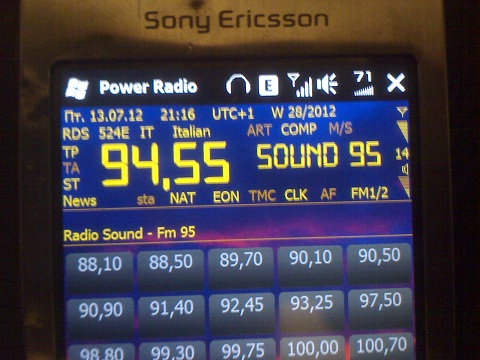 Sony Ericsson
Power Radio E 71
Пт. 13.07.12 21:16 UTC+1 W 28/2012
RDS 524E IT Italian ART COMP M/S
TP
TA 94,55 SOUND 95 14
ST
News sta NAT EON TMC CLK AF FM1/2
Radio Sound - Fm 95
88,10 88,50 89,70 90,10 90,50
90,90 91,40 92,45 93,25 97,50
98,80 99,30 99,75 100,00 100,70